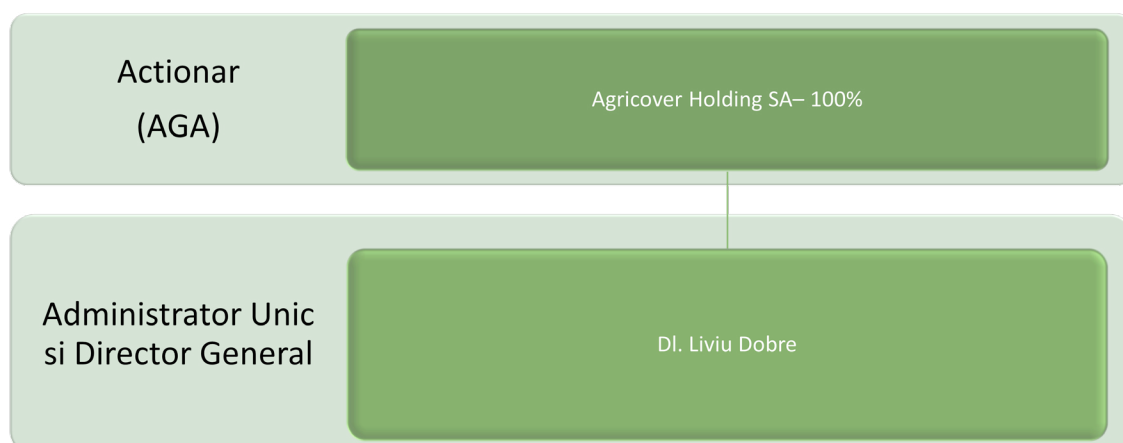 Actionar
(AGA)
Agricover Holding SA– 100%
Administrator Unic
si Director General
Dl. Liviu Dobre